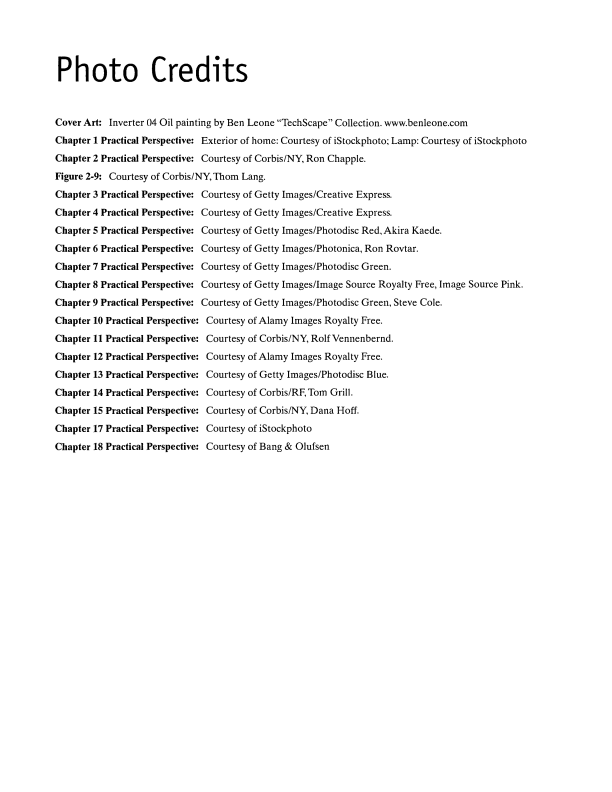 Photo Credits
Cover Art: Inverter 04 Oil painting by Ben Leone “TechScape” Collection. www.benleone.com
Chapter 1 Practical Perspective: Exterior of home: Courtesy of iStockphoto; Lamp: Courtesy of iStockphoto
Chapter 2 Practical Perspective: Courtesy of Corbis/NY, Ron Chapple.
Figure 2-9: Courtesy of Corbis/NY, Thom Lang.
Chapter 3 Practical Perspective: Courtesy of Getty Images/Creative Express.
Chapter 4 Practical Perspective: Courtesy of Getty Images/Creative Express.
Chapter 5 Practical Perspective: Courtesy of Getty Images/Photodisc Red, Akira Kaede.
Chapter 6 Practical Perspective: Courtesy of Getty Images/Photonica, Ron Rovtar.
Chapter 7 Practical Perspective: Courtesy of Getty Images/Photodisc Green.
Chapter 8 Practical Perspective: Courtesy of Getty Images/Image Source Royalty Free, Image Source Pink.
Chapter 9 Practical Perspective: Courtesy of Getty Images/Photodisc Green, Steve Cole.
Chapter 10 Practical Perspective: Courtesy of Alamy Images Royalty Free.
Chapter 11 Practical Perspective: Courtesy of Corbis/NY, Rolf Vennenbernd.
Chapter 12 Practical Perspective: Courtesy of Alamy Images Royalty Free.
Chapter 13 Practical Perspective: Courtesy of Getty Images/Photodisc Blue.
Chapter 14 Practical Perspective: Courtesy of Corbis/RF, Tom Grill.
Chapter 15 Practical Perspective: Courtesy of Corbis/NY, Dana Hoff.
Chapter 17 Practical Perspective: Courtesy of iStockphoto
Chapter 18 Practical Perspective: Courtesy of Bang & Olufsen